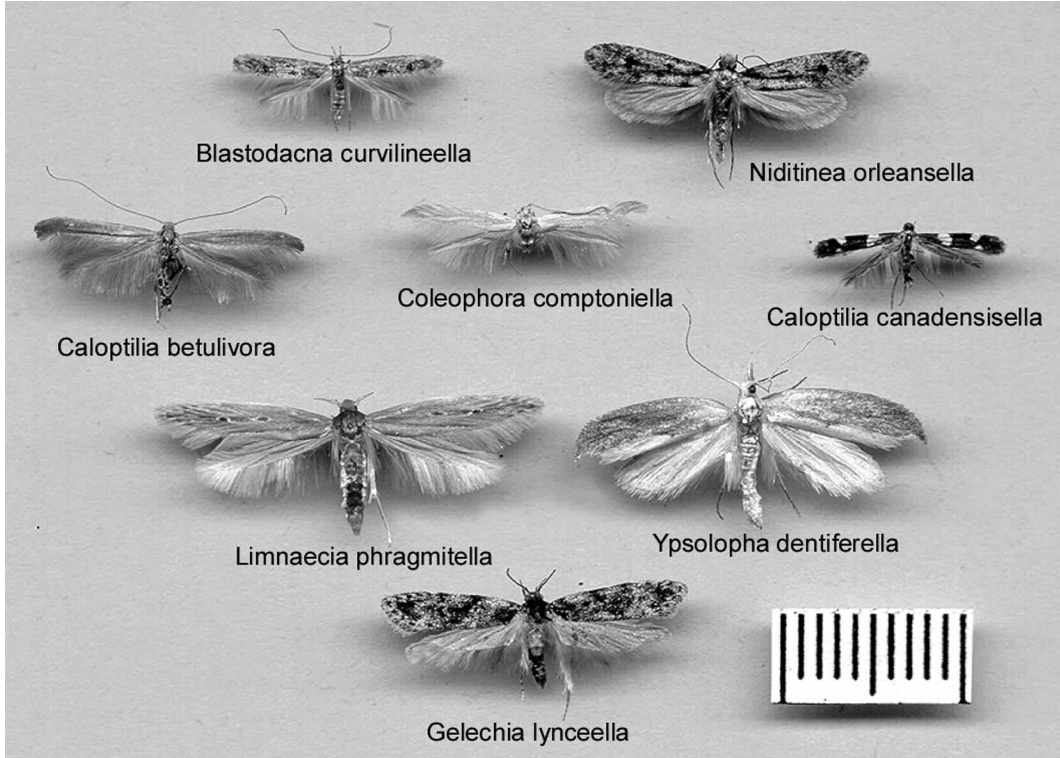 Blastodacna curvilineella
Niditinea orleansella
Coleophora comptoniella
Caloptilia canadensisella
Caloptilia betulivora
Limnaecia phragmitella
Ypsolopha dentiferella
Gelechia lynceella